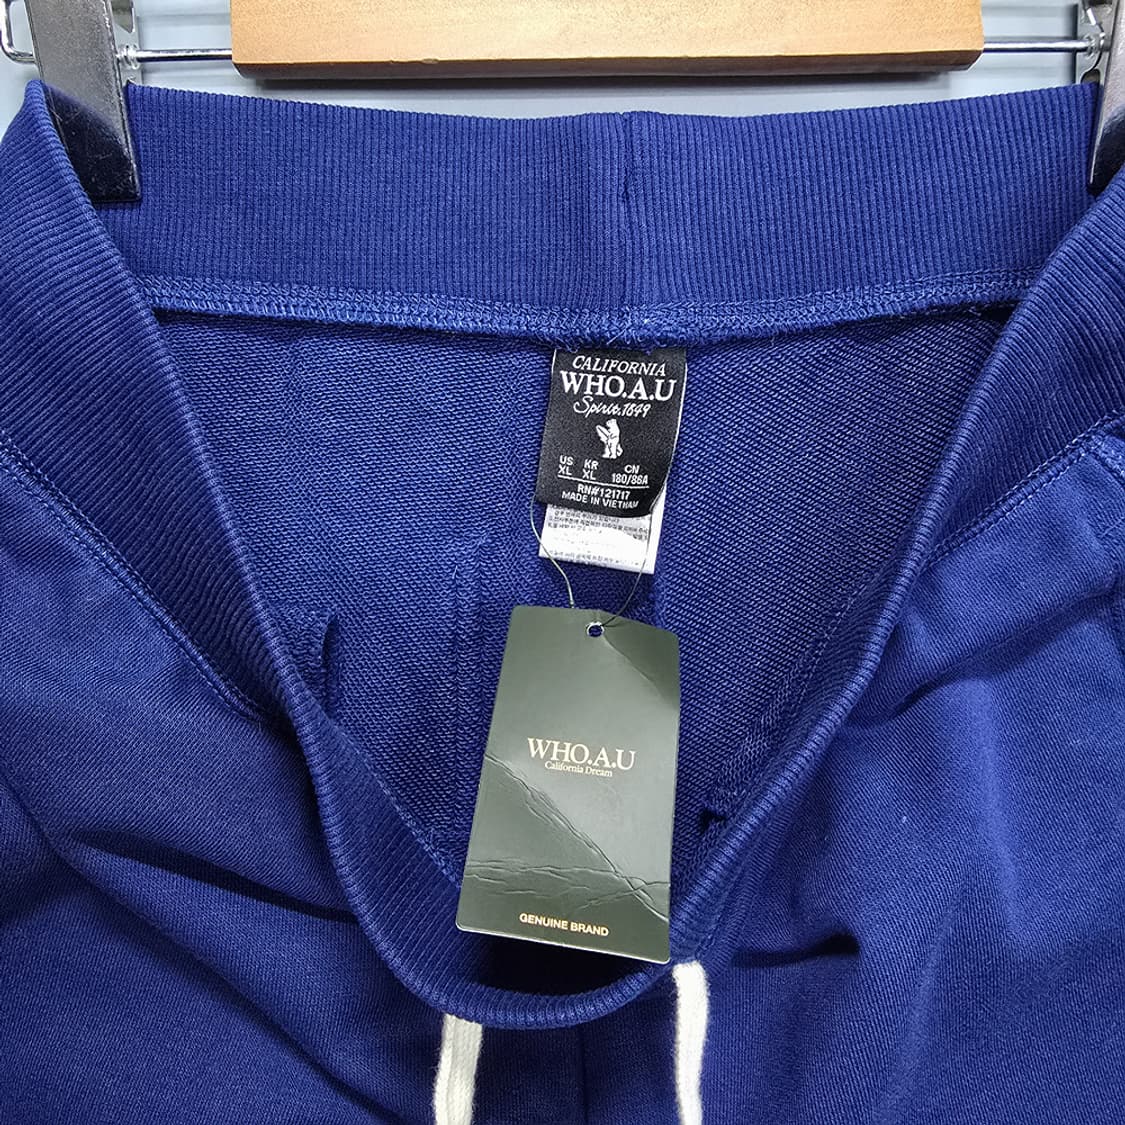 CALIFORNIA
WHO.A.U
Spirit.1849
US KR CN
XL XL 180/86A
RN#121717
MADE IN VIETNAM
WHO.A.U
California Dream
GENUINE BRAND